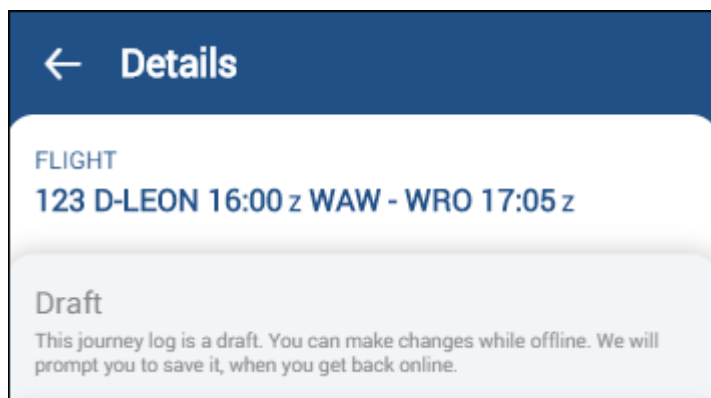 Details
FLIGHT
123 D-LEON 16:00 z WAW - WRO 17:05 z
Draft
This journey log is a draft. You can make changes while offline. We will
prompt you to save it, when you get back online.